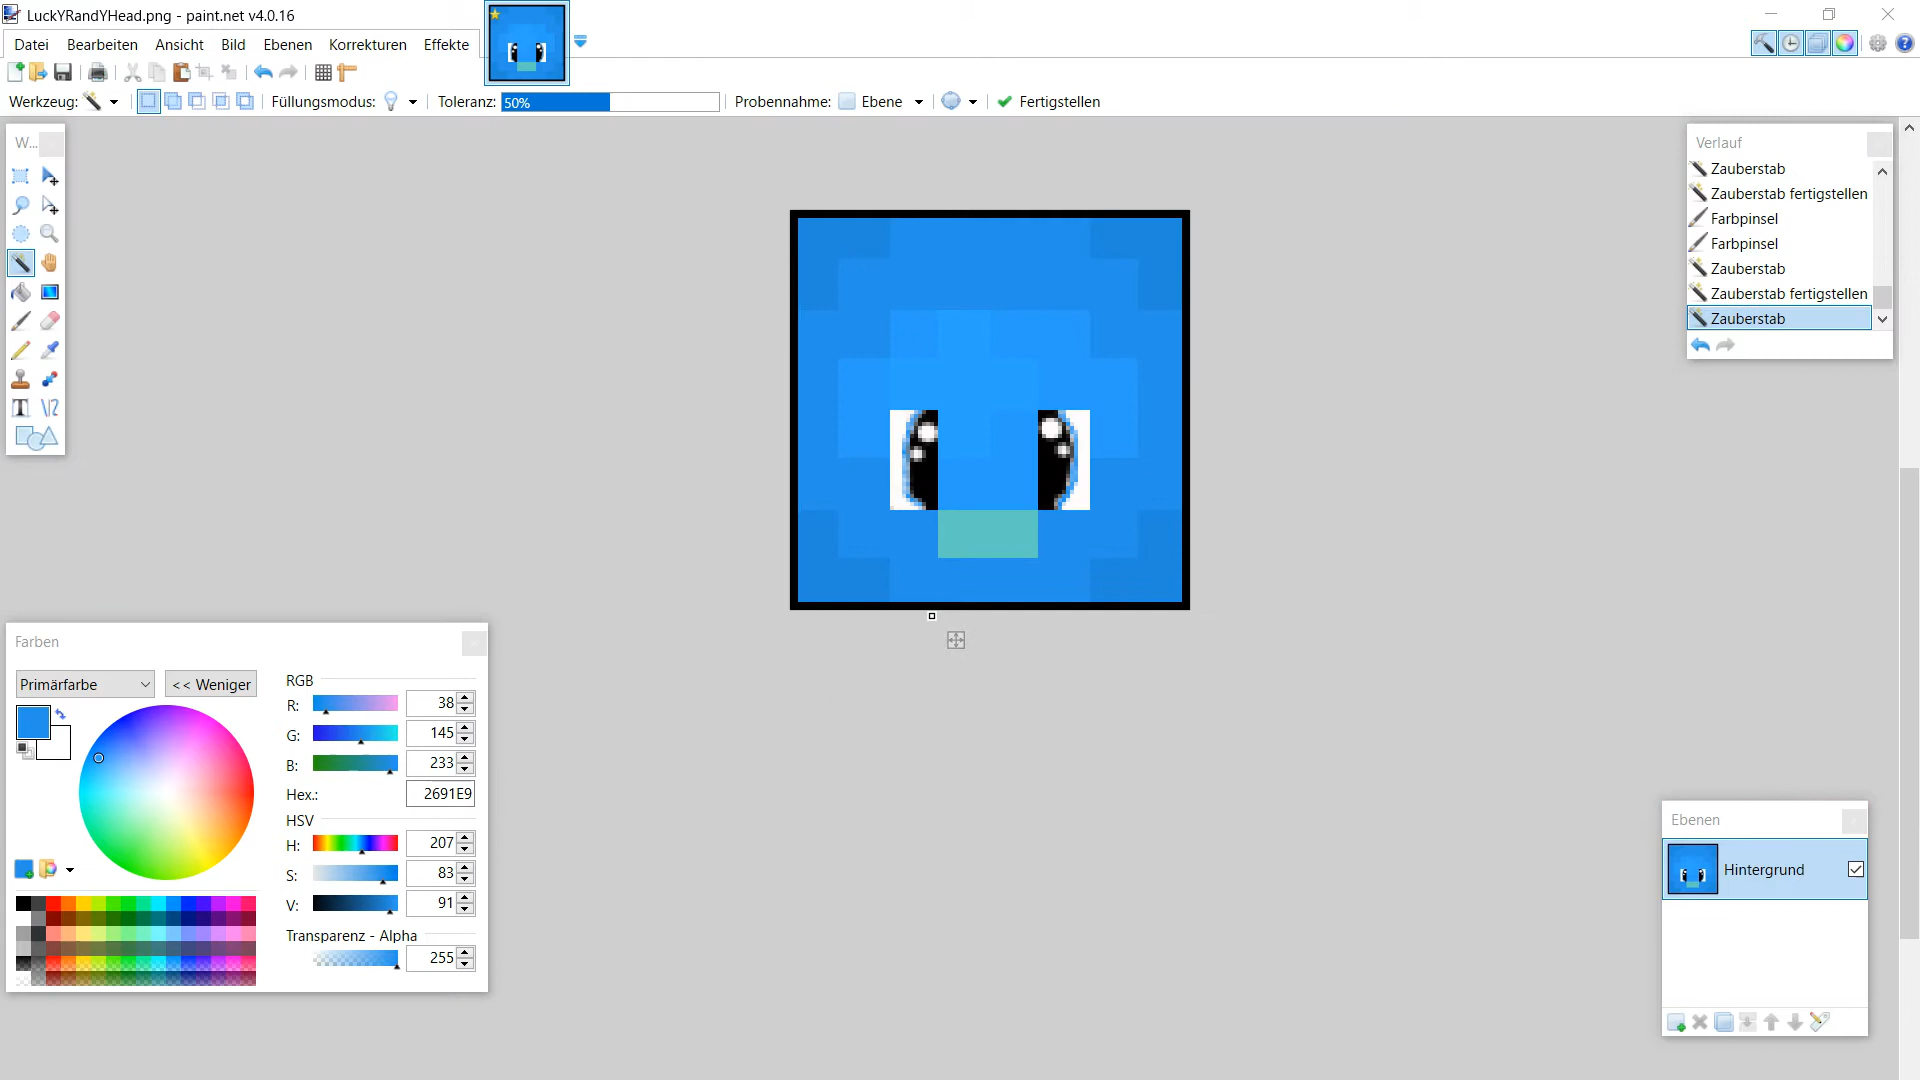 LuckYRandYHead.png - paint.net v4.0.16
Datei Bearbeiten Ansicht Bild Ebenen Korrekturen Effekte
Werkzeug: Füllungsmodus: Toleranz: 50% Probennahme: Ebene Fertigstellen
W...
Verlauf
Zauberstab
Zauberstab fertigstellen
Farbpinsel
Farbpinsel
Zauberstab
Zauberstab fertigstellen
Zauberstab
Farben
Primärfarbe << Weniger
RGB
R: 38
G: 145
B: 233
Hex.: 2691E9
HSV
H: 207
S: 83
V: 91
Transparenz - Alpha
255
Ebenen
Hintergrund